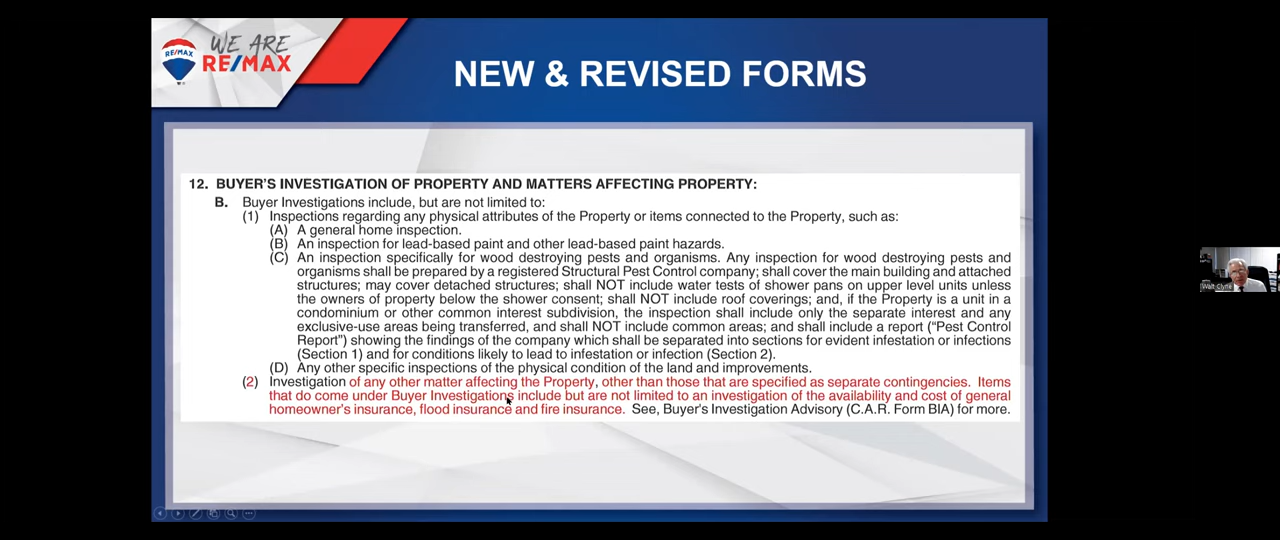 WE ARE
RE/MAX
RE/MAX
NEW & REVISED FORMS
12. BUYER'S INVESTIGATION OF PROPERTY AND MATTERS AFFECTING PROPERTY:
B. Buyer Investigations include, but are not limited to:
(1) Inspections regarding any physical attributes of the Property or items connected to the Property, such as:
(A) A general home inspection.
(B) An inspection for lead-based paint and other lead-based paint hazards.
(C) An inspection specifically for wood destroying pests and organisms. Any inspection for wood destroying pests and
organisms shall be prepared by a registered Structural Pest Control company; shall cover the main building and attached
structures; may cover detached structures; shall NOT include water tests of shower pans on upper level units unless
the owners of property below the shower consent; shall NOT include roof coverings; and, if the Property is a unit in a
condominium or other common interest subdivision, the inspection shall include only the separate interest and any
exclusive-use areas being transferred, and shall NOT include common areas; and shall include a report ("Pest Control
Report") showing the findings of the company which shall be separated into sections for evident infestation or infections
(Section 1) and for conditions likely to lead to infestation or infection (Section 2).
(D) Any other specific inspections of the physical condition of the land and improvements.
(2) Investigation of any other matter affecting the Property, other than those that are specified as separate contingencies. Items
that do come under Buyer Investigations include but are not limited to an investigation of the availability and cost of general
homeowner's insurance, flood insurance and fire insurance. See, Buyer's Investigation Advisory (C.A.R. Form BIA) for more.
Walt Clyne